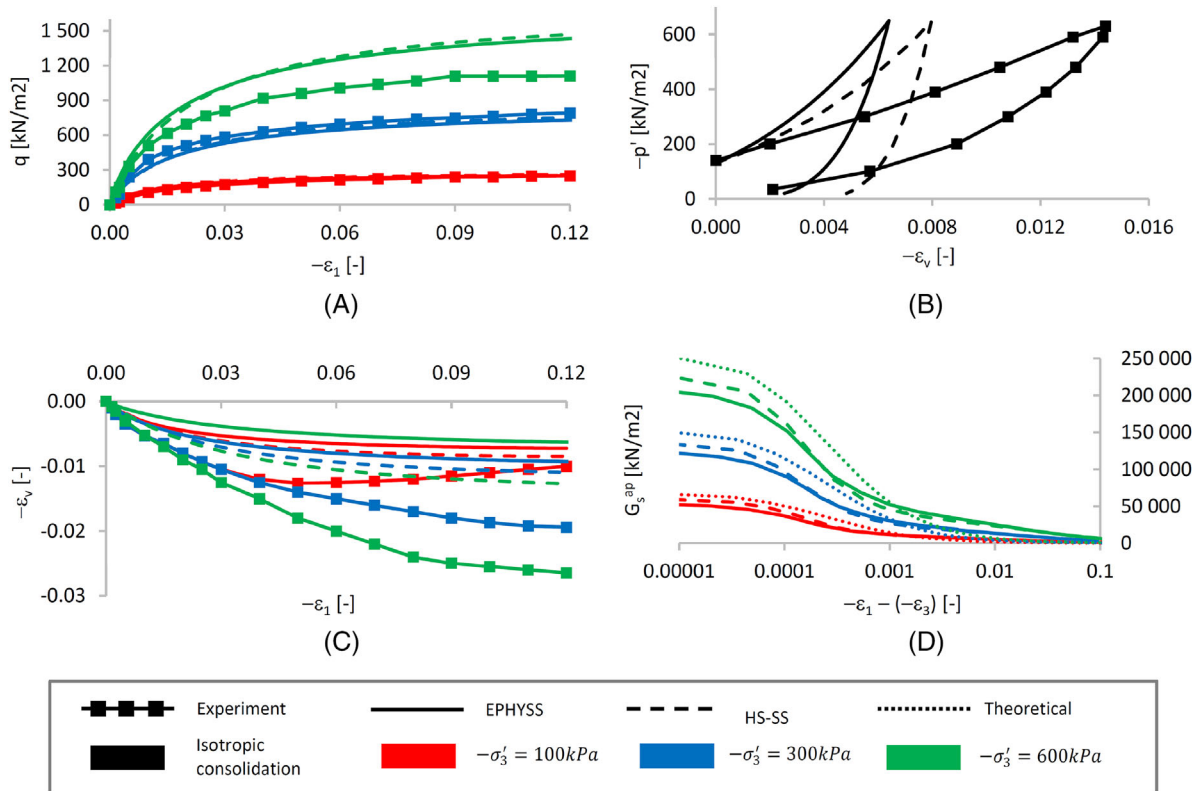 1 500
1 200
900
600
300
0
q [kN/m2]
0.00 0.03 0.06 0.09 0.12
−ε1 [-]
(A)
600
400
200
0
−p' [kN/m2]
0.000 0.004 0.008 0.012 0.016
−εv [-]
(B)
0.00 0.03 0.06 0.09 0.12
0.00
-0.01
-0.02
-0.03
−εv [-]
−ε1 [-]
(C)
250 000
200 000
150 000
100 000
50 000
0
Gs^ap [kN/m2]
0.00001 0.0001 0.001 0.01 0.1
−ε1 − (−ε3) [-]
(D)
Experiment EPHYSS HS-SS Theoretical
Isotropic
consolidation
−σ′3 = 100kPa −σ′3 = 300kPa −σ′3 = 600kPa